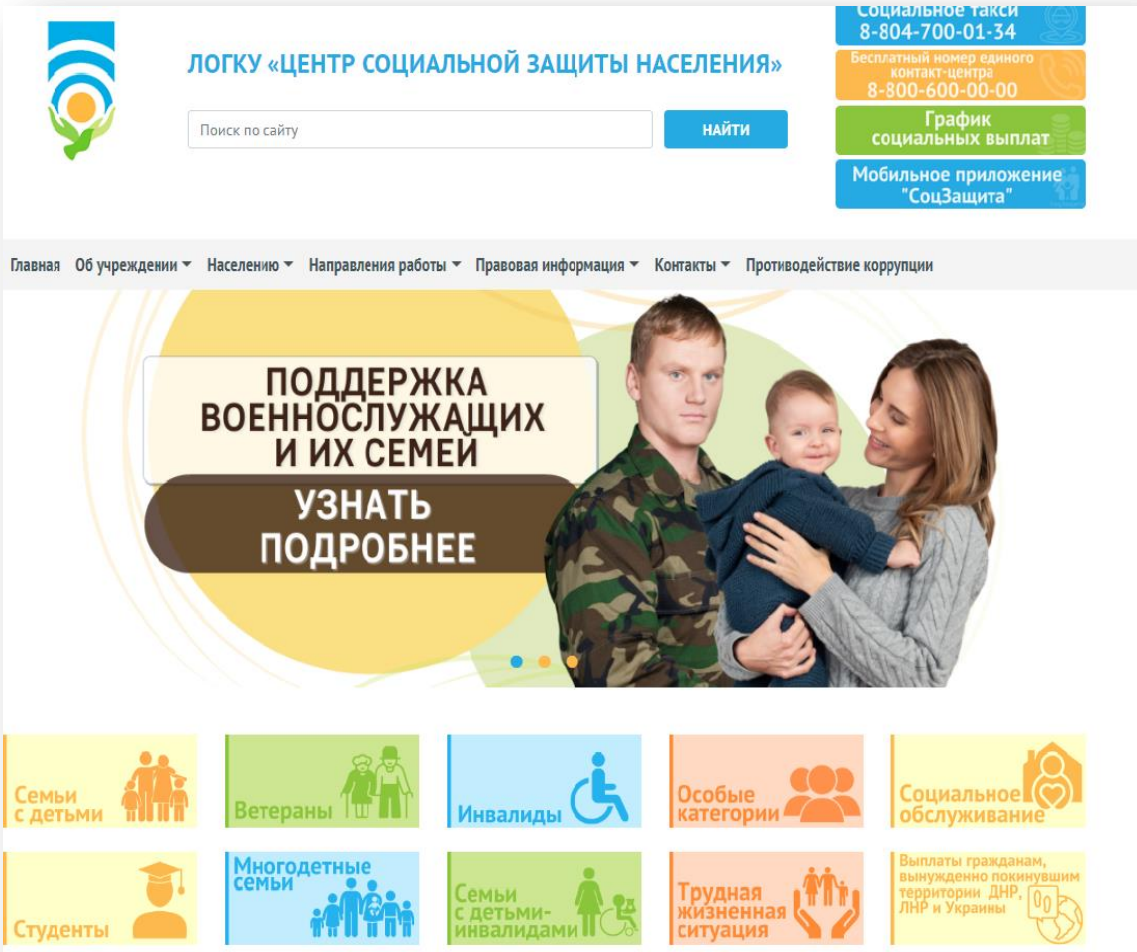 Социальное такси
8-804-700-01-34
ЛОГКУ «ЦЕНТР СОЦИАЛЬНОЙ ЗАЩИТЫ НАСЕЛЕНИЯ»
Бесплатный номер единого
контакт-центра
8-800-600-00-00
Поиск по сайту
НАЙТИ
График
социальных выплат
Мобильное приложение
"СоцЗащита"
Главная Об учреждении Населению Направления работы Правовая информация Контакты Противодействие коррупции
ПОДДЕРЖКА
ВОЕННОСЛУЖАЩИХ
И ИХ СЕМЕЙ
УЗНАТЬ
ПОДРОБНЕЕ
Семьи
с детьми
Ветераны
Инвалиды
Особые
категории
Социальное
обслуживание
Студенты
Многодетные
семьи
Семьи
с детьми-
инвалидами
Трудная
жизненная
ситуация
Выплаты гражданам,
вынужденно покинувшим
территории ДНР,
ЛНР и Украины